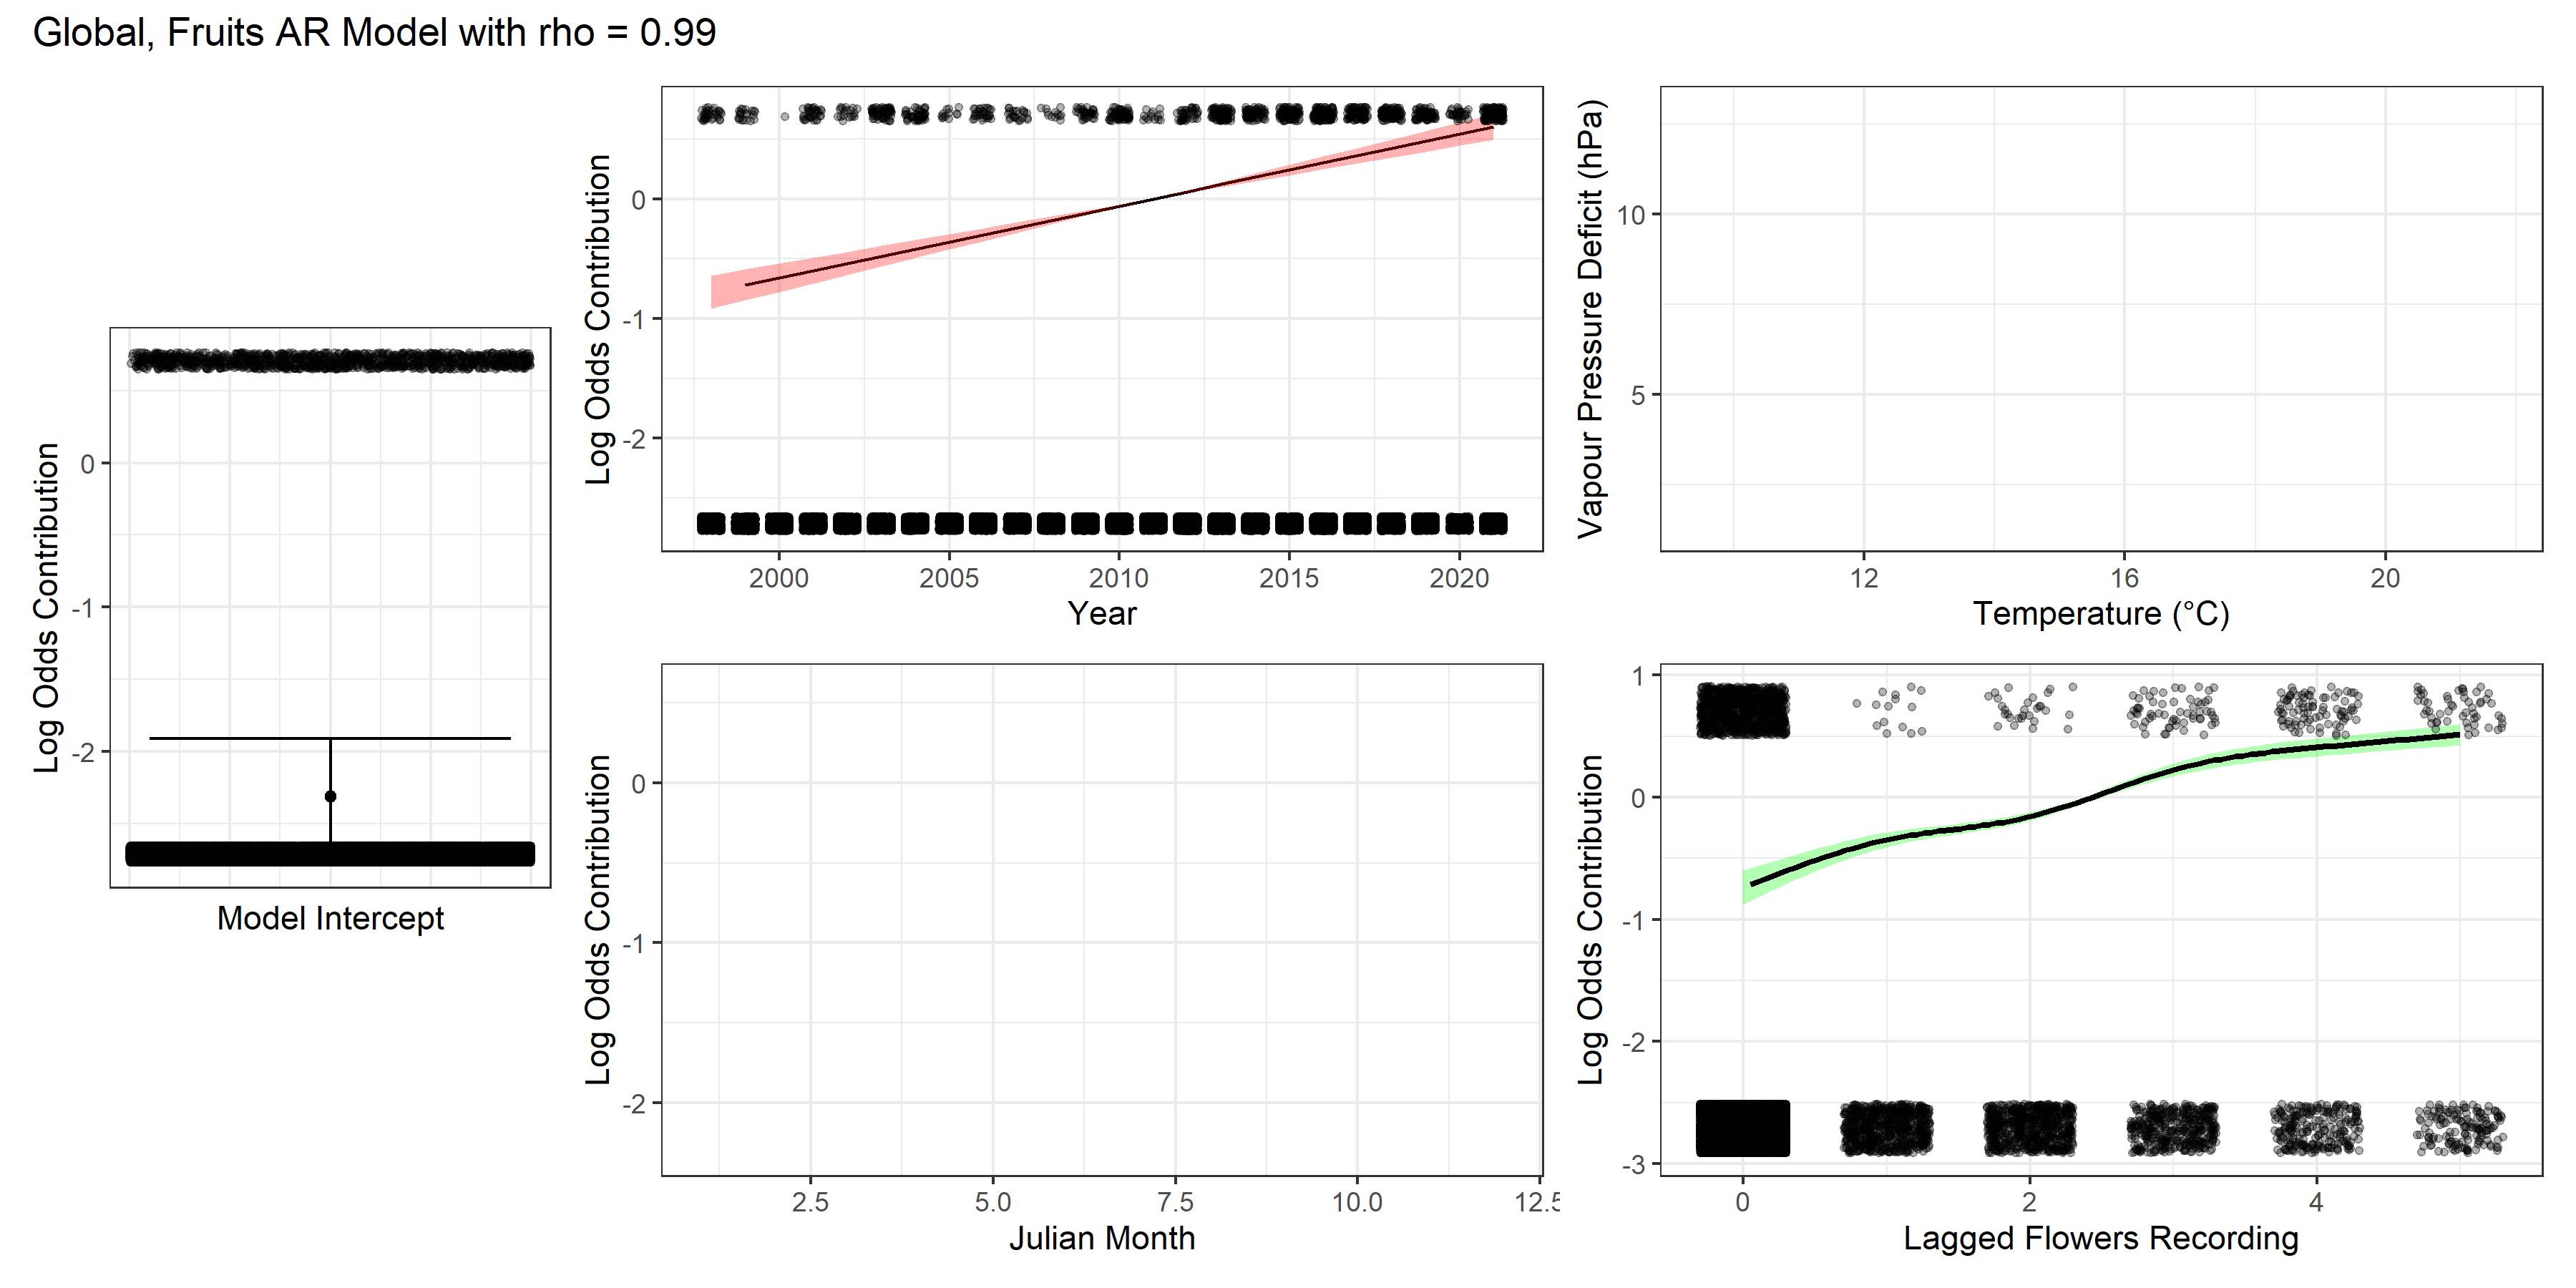 Global, Fruits AR Model with rho = 0.99
Log Odds Contribution
0
-1
-2
Model Intercept
Log Odds Contribution
0
-1
-2
2000 2005 2010 2015 2020
Year
Vapour Pressure Deficit (hPa)
10
5
12 16 20
Temperature (°C)
Log Odds Contribution
0
-1
-2
2.5 5.0 7.5 10.0 12.5
Julian Month
Log Odds Contribution
1
0
-1
-2
-3
0 2 4
Lagged Flowers Recording